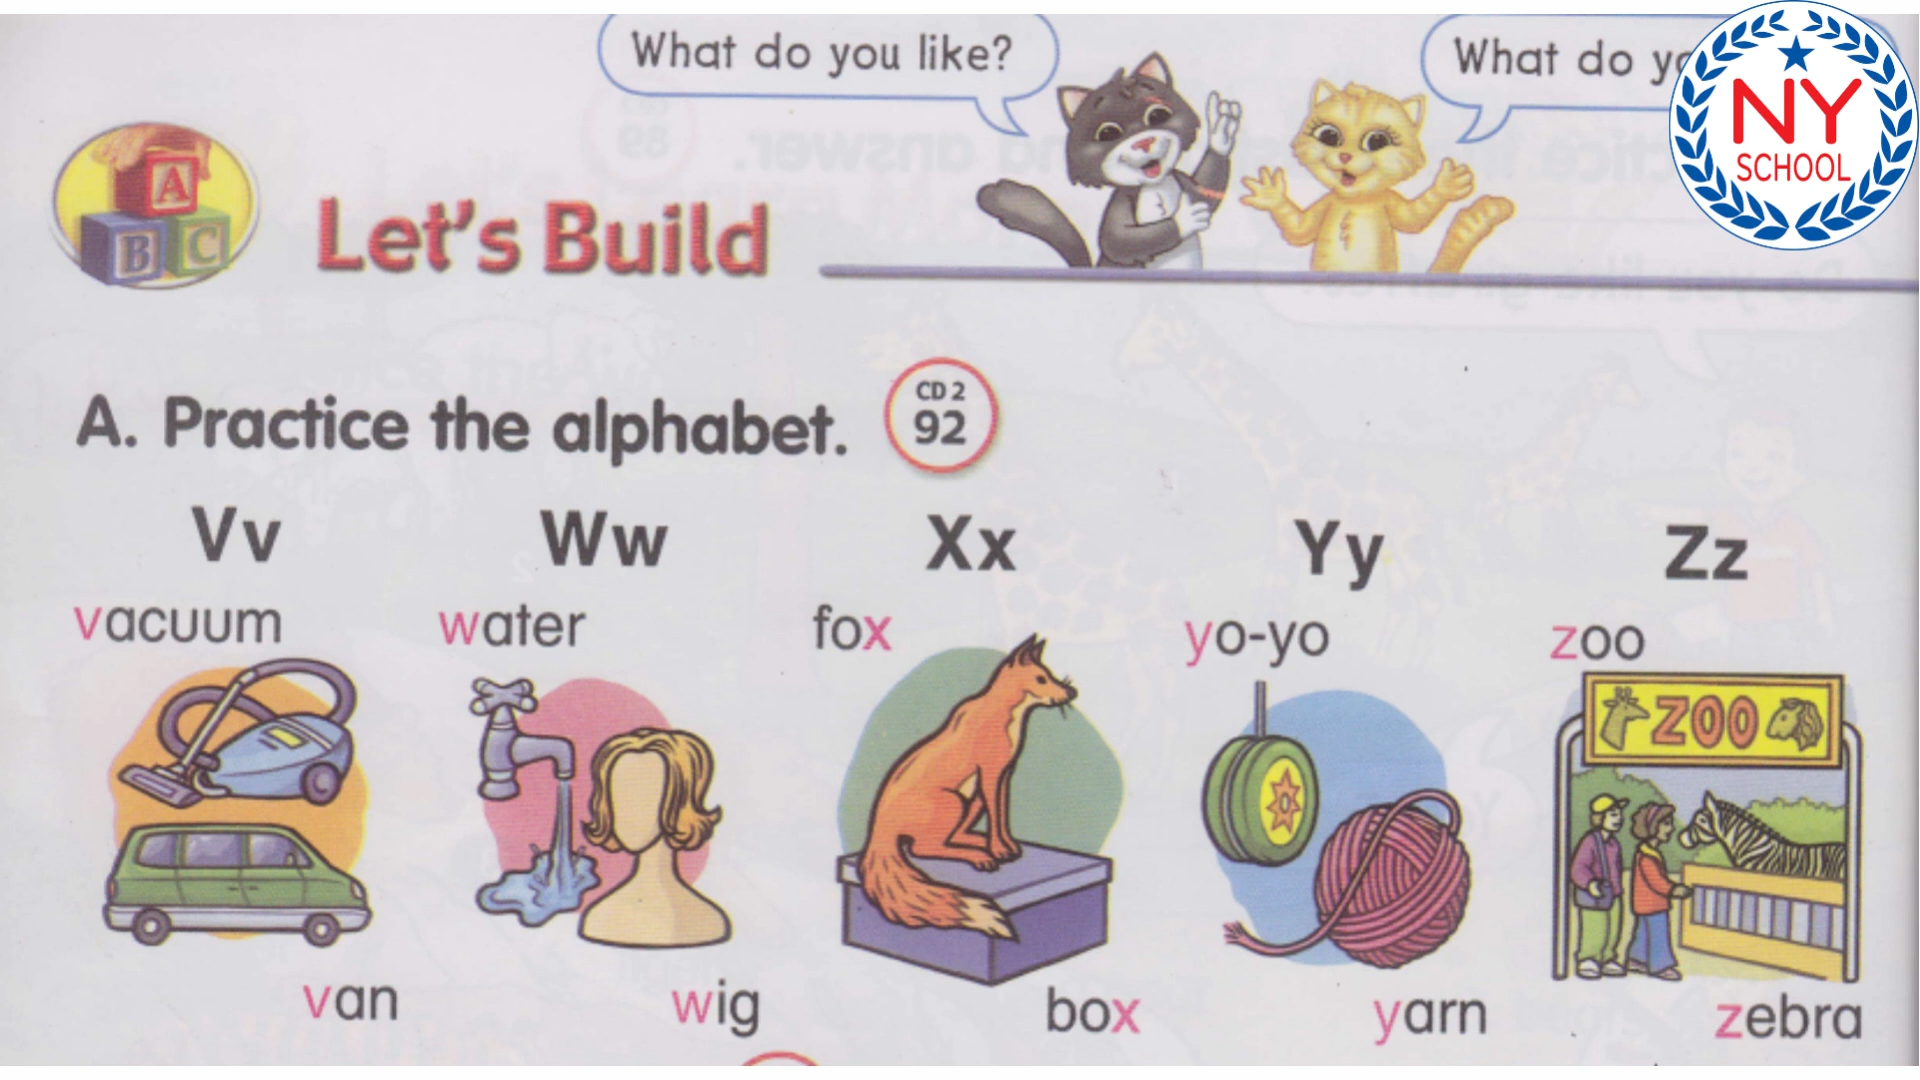 What do you like?
What do
NY
SCHOOL
A
B C
Let's Build
A. Practice the alphabet.
CD 2
92
Vv Ww Xx Yy Zz
vacuum water fox yo-yo zoo
ZOO
van wig box yarn zebra